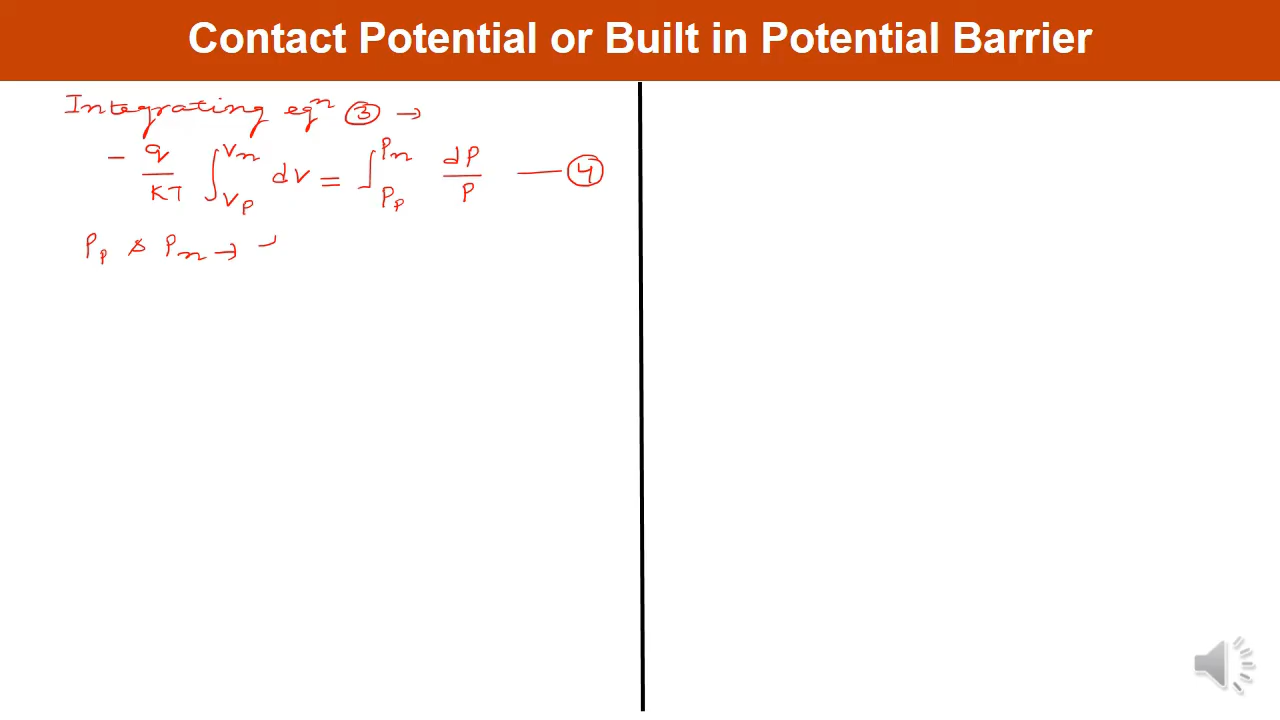 Contact Potential or Built in Potential Barrier
Integrating eqⁿ ③ →
- q/KT ∫_{Vp}^{Vn} dV = ∫_{Pp}^{Pn} dP/P — ④
Pp & Pn →